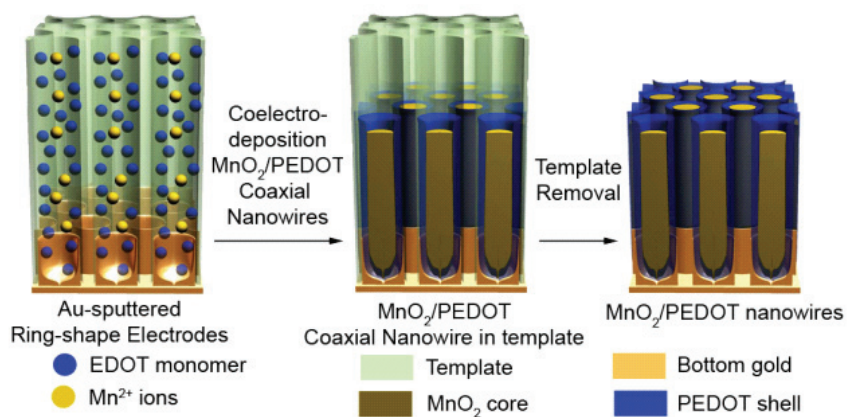 Coelectro-
deposition
MnO₂/PEDOT
Coaxial
Nanowires
Template
Removal
Au-sputtered
Ring-shape Electrodes
MnO₂/PEDOT
Coaxial Nanowire in template
MnO₂/PEDOT nanowires
EDOT monomer
Mn²⁺ ions
Template
MnO₂ core
Bottom gold
PEDOT shell